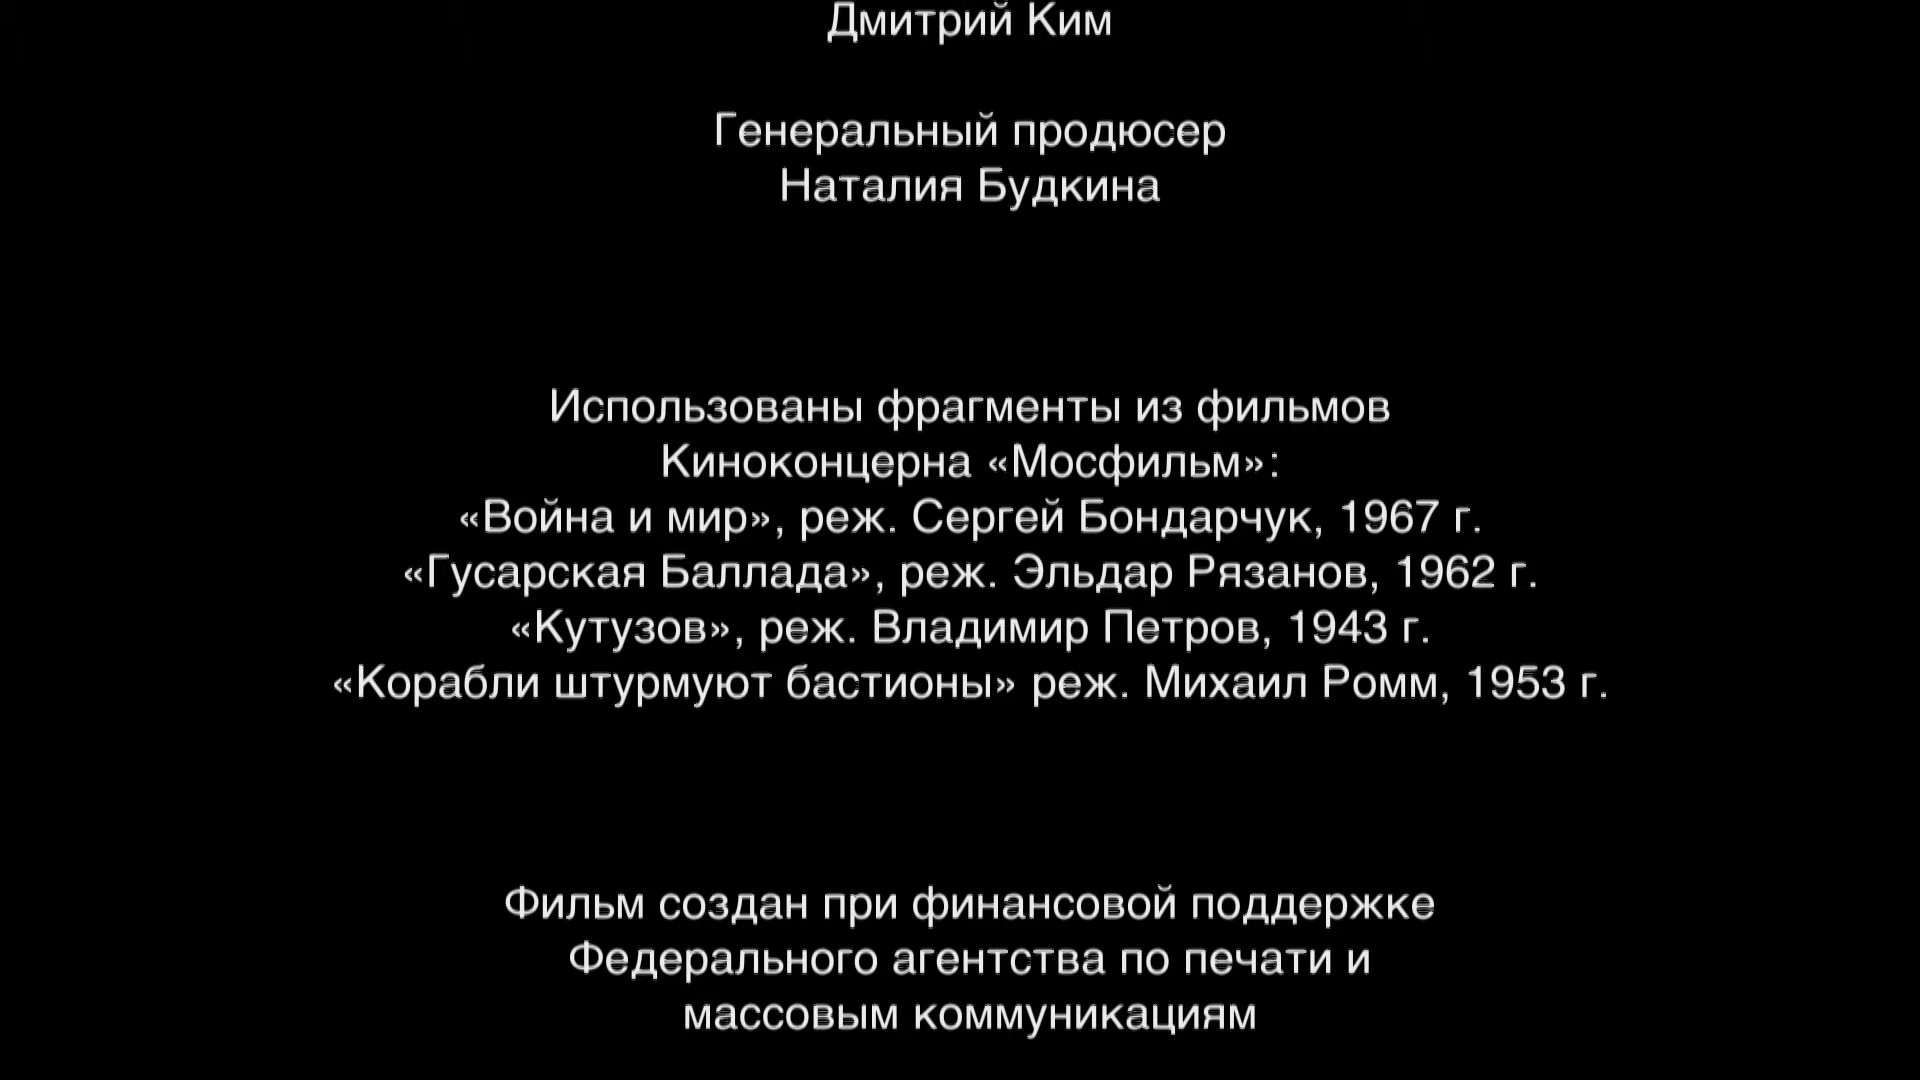 Дмитрий Ким
Генеральный продюсер
Наталия Будкина
Использованы фрагменты из фильмов
Киноконцерна «Мосфильм»:
«Война и мир», реж. Сергей Бондарчук, 1967 г.
«Гусарская Баллада», реж. Эльдар Рязанов, 1962 г.
«Кутузов», реж. Владимир Петров, 1943 г.
«Корабли штурмуют бастионы» реж. Михаил Ромм, 1953 г.
Фильм создан при финансовой поддержке
Федерального агентства по печати и
массовым коммуникациям